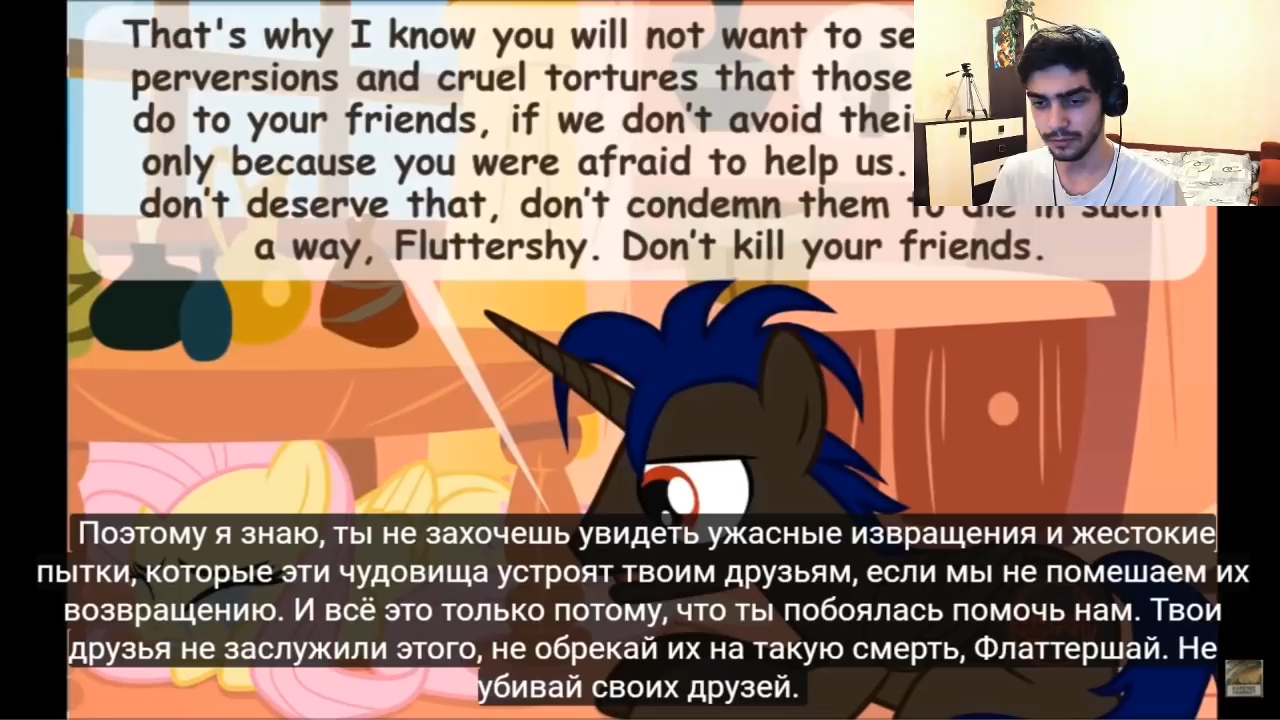 That's why I know you will not want to se
perversions and cruel tortures that those
do to your friends, if we don't avoid thei
only because you were afraid to help us.
don't deserve that, don't condemn them to die in such
a way, Fluttershy. Don't kill your friends.
Поэтому я знаю, ты не захочешь увидеть ужасные извращения и жестокие
пытки, которые эти чудовища устроят твоим друзьям, если мы не помешаем их
возвращению. И всё это только потому, что ты побоялась помочь нам. Твои
друзья не заслужили этого, не обрекай их на такую смерть, Флаттершай. Не
убивай своих друзей.